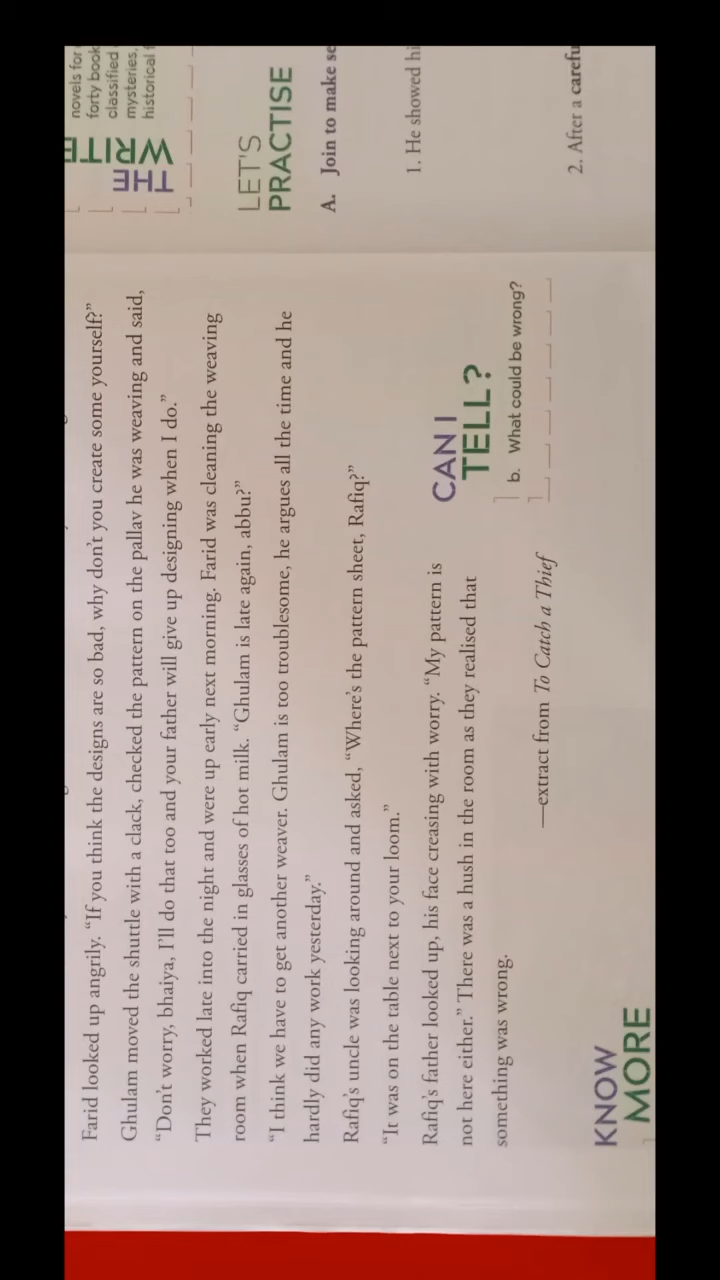 Farid looked up angrily. “If you think the designs are so bad, why don’t you create some yourself?”
Ghulam moved the shuttle with a clack, checked the pattern on the pallav he was weaving and said,
“Don’t worry, bhaiya, I’ll do that too and your father will give up designing when I do.”
They worked late into the night and were up early next morning. Farid was cleaning the weaving
room when Rafiq carried in glasses of hot milk. “Ghulam is late again, abbu?”
“I think we have to get another weaver. Ghulam is too troublesome, he argues all the time and he
hardly did any work yesterday.”
Rafiq’s uncle was looking around and asked, “Where’s the pattern sheet, Rafiq?”
“It was on the table next to your loom.”
Rafiq’s father looked up, his face creasing with worry. “My pattern is
not here either.” There was a hush in the room as they realised that
something was wrong.
CAN I
TELL?
b. What could be wrong?
—extract from To Catch a Thief
KNOW
MORE
novels for
forty book
classified
mysteries,
historical
THE
WRITE
LET'S
PRACTISE
A. Join to make se
1. He showed hi
2. After a carefu